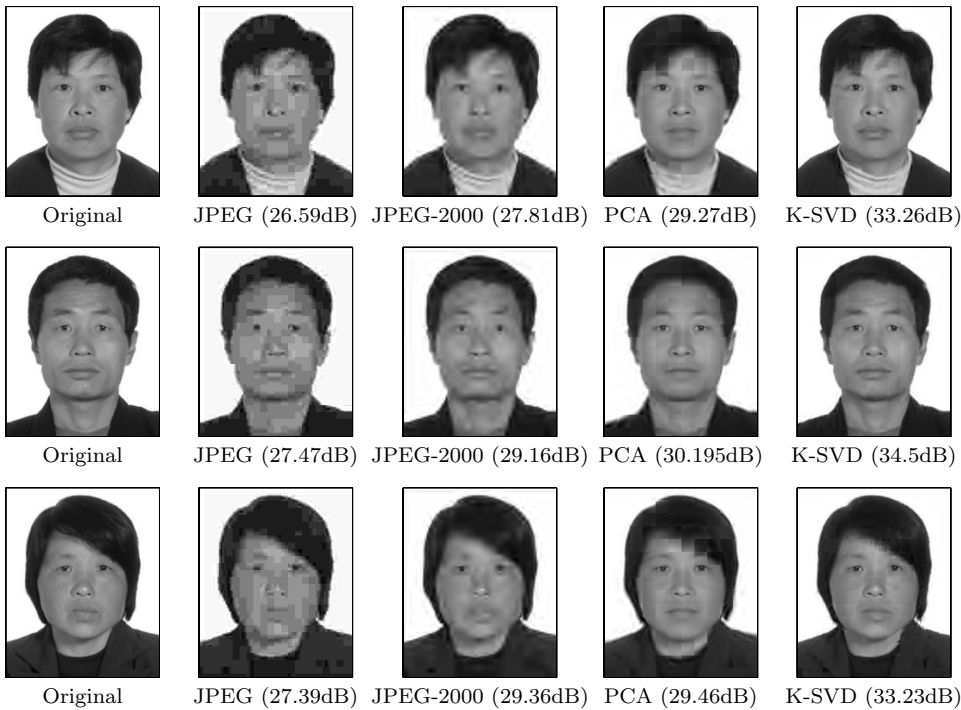 Original JPEG (26.59dB) JPEG-2000 (27.81dB) PCA (29.27dB) K-SVD (33.26dB)
Original JPEG (27.47dB) JPEG-2000 (29.16dB) PCA (30.195dB) K-SVD (34.5dB)
Original JPEG (27.39dB) JPEG-2000 (29.36dB) PCA (29.46dB) K-SVD (33.23dB)